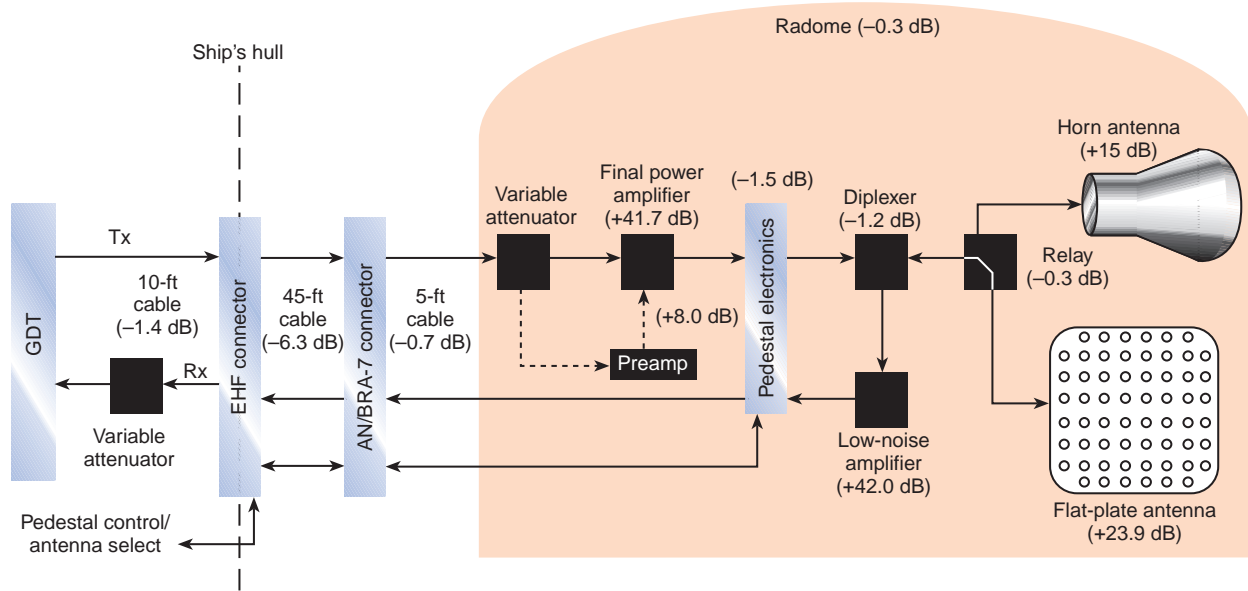 Radome (–0.3 dB)
Ship's hull
Horn antenna
(+15 dB)
Final power
amplifier
(+41.7 dB)
(–1.5 dB)
Variable
attenuator
Diplexer
(–1.2 dB)
Tx
Relay
(–0.3 dB)
10-ft
cable
(–1.4 dB)
45-ft
cable
(–6.3 dB)
5-ft
cable
(–0.7 dB)
(+8.0 dB)
GDT
EHF connector
AN/BRA-7 connector
Preamp
Pedestal electronics
Rx
Variable
attenuator
Low-noise
amplifier
(+42.0 dB)
Flat-plate antenna
(+23.9 dB)
Pedestal control/
antenna select